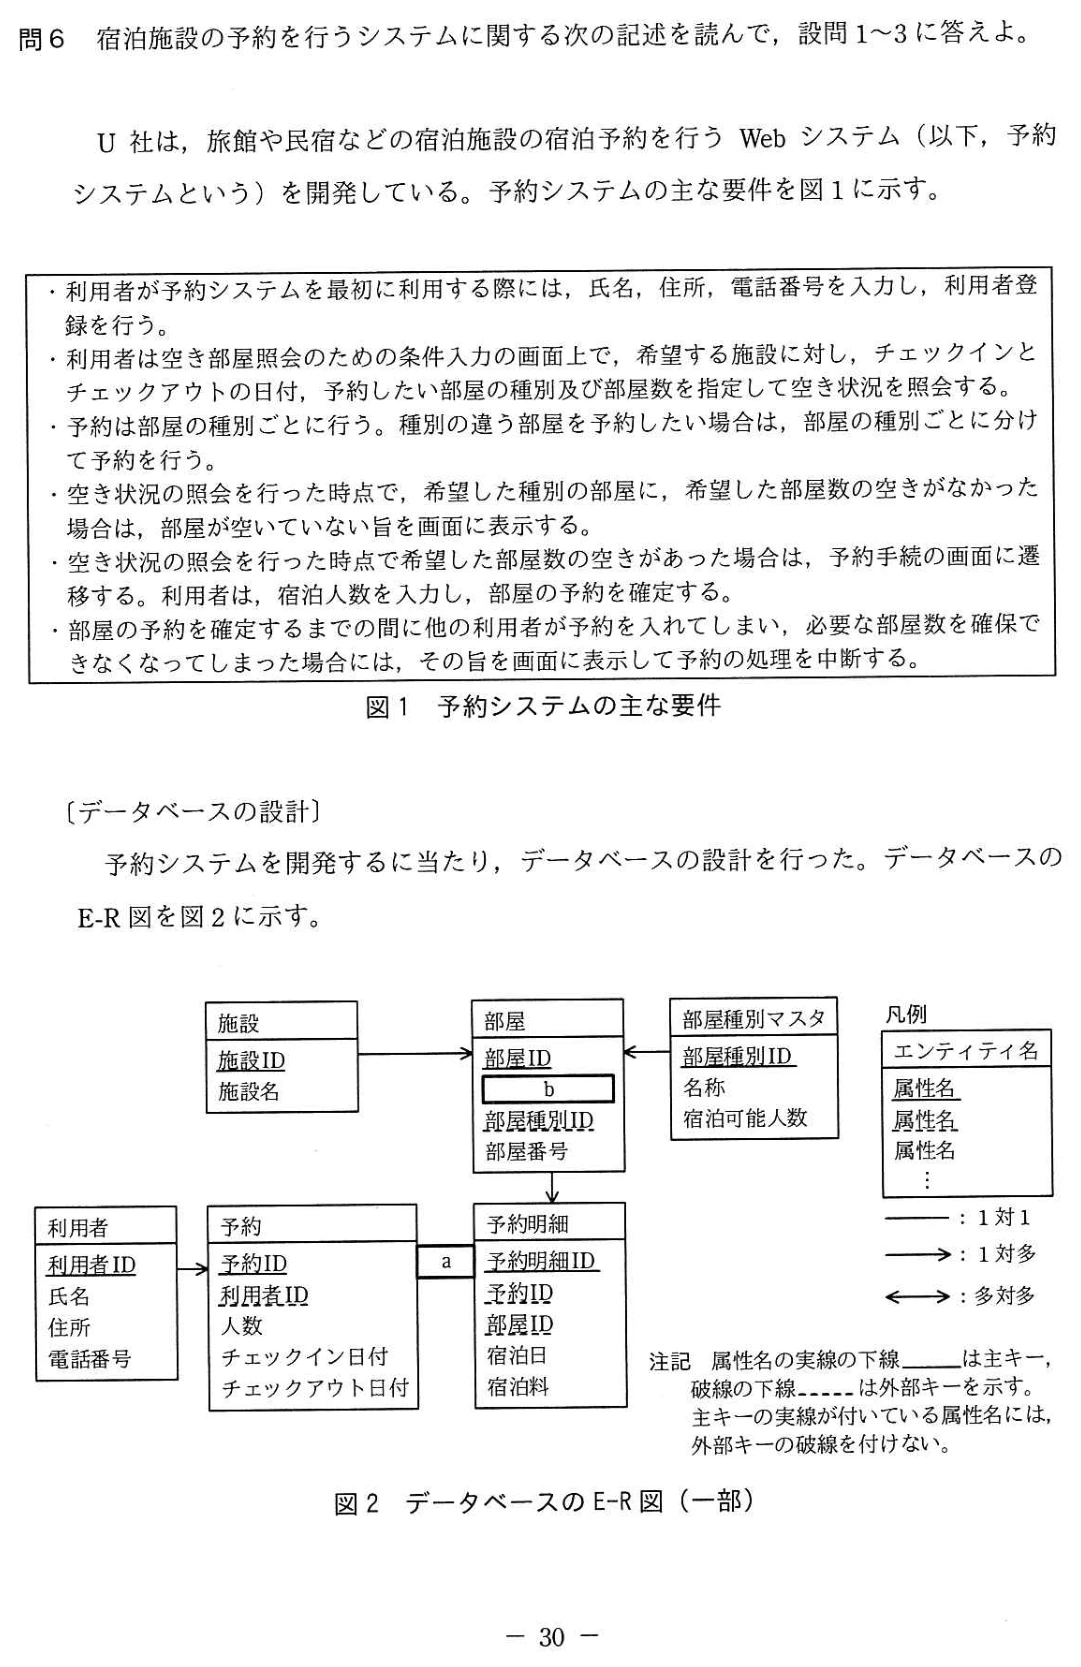 問6 宿泊施設の予約を行うシステムに関する次の記述を読んで，設問1～3に答えよ。
U 社は，旅館や民宿などの宿泊施設の宿泊予約を行う Web システム（以下，予約
システムという）を開発している。予約システムの主な要件を図1に示す。
・利用者が予約システムを最初に利用する際には，氏名，住所，電話番号を入力し，利用者登
録を行う。
・利用者は空き部屋照会のための条件入力の画面上で，希望する施設に対し，チェックインと
チェックアウトの日付，予約したい部屋の種別及び部屋数を指定して空き状況を照会する。
・予約は部屋の種別ごとに行う。種別の違う部屋を予約したい場合は，部屋の種別ごとに分け
て予約を行う。
・空き状況の照会を行った時点で，希望した種別の部屋に，希望した部屋数の空きがなかった
場合は，部屋が空いていない旨を画面に表示する。
・空き状況の照会を行った時点で希望した部屋数の空きがあった場合は，予約手続の画面に遷
移する。利用者は，宿泊人数を入力し，部屋の予約を確定する。
・部屋の予約を確定するまでの間に他の利用者が予約を入れてしまい，必要な部屋数を確保で
きなくなってしまった場合には，その旨を画面に表示して予約の処理を中断する。
図1 予約システムの主な要件
〔データベースの設計〕
予約システムを開発するに当たり，データベースの設計を行った。データベースの
E-R 図を図2に示す。
施設
施設ID
施設名
部屋
部屋ID
b
部屋種別ID
部屋番号
部屋種別マスタ
部屋種別ID
名称
宿泊可能人数
凡例
エンティティ名
属性名
属性名
属性名
⋮
：1対1
：1対多
：多対多
利用者
利用者ID
氏名
住所
電話番号
予約
予約ID
利用者ID
人数
チェックイン日付
チェックアウト日付
a
予約明細
予約明細ID
予約ID
部屋ID
宿泊日
宿泊料
注記 属性名の実線の下線＿＿＿は主キー，
破線の下線-----は外部キーを示す。
主キーの実線が付いている属性名には，
外部キーの破線を付けない。
図2 データベースの E-R 図（一部）
－ 30 －